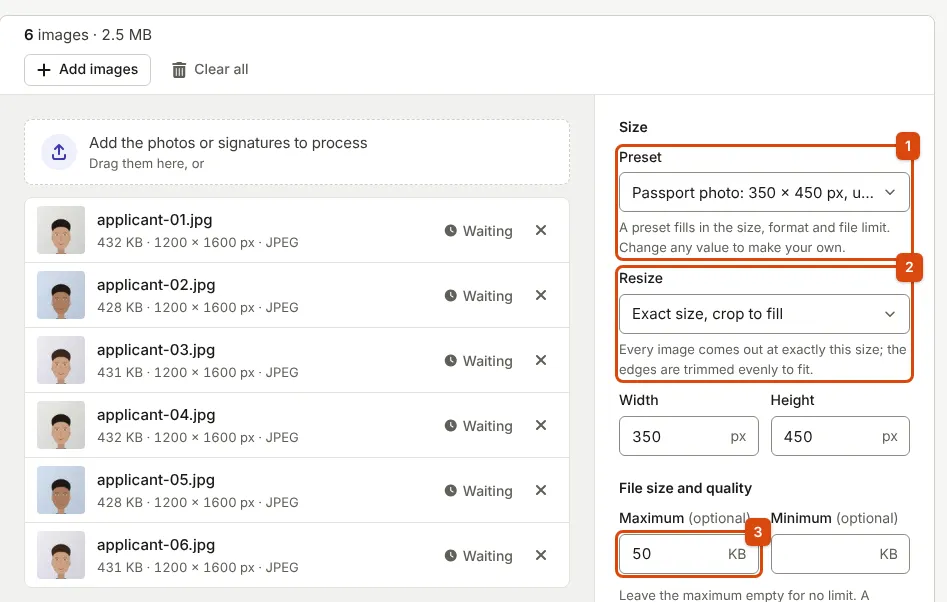 6 images · 2.5 MB
Add images
Clear all
Add the photos or signatures to process
Drag them here, or
applicant-01.jpg
432 KB · 1200 × 1600 px · JPEG
Waiting
applicant-02.jpg
428 KB · 1200 × 1600 px · JPEG
Waiting
applicant-03.jpg
431 KB · 1200 × 1600 px · JPEG
Waiting
applicant-04.jpg
432 KB · 1200 × 1600 px · JPEG
Waiting
applicant-05.jpg
428 KB · 1200 × 1600 px · JPEG
Waiting
applicant-06.jpg
431 KB · 1200 × 1600 px · JPEG
Waiting
Size
1
Preset
Passport photo: 350 × 450 px, u...
A preset fills in the size, format and file limit.
Change any value to make your own.
2
Resize
Exact size, crop to fill
Every image comes out at exactly this size; the
edges are trimmed evenly to fit.
Width Height
350 px 450 px
File size and quality
Maximum (optional) Minimum (optional)
3
50 KB KB
Leave the maximum empty for no limit. A